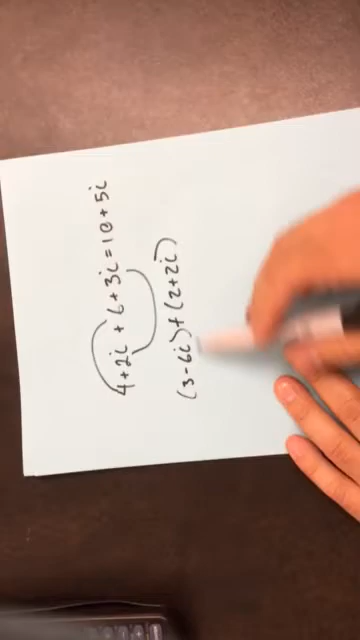 4+2i + 6+3i = 10+5i
(3-6i)+(2+2i)